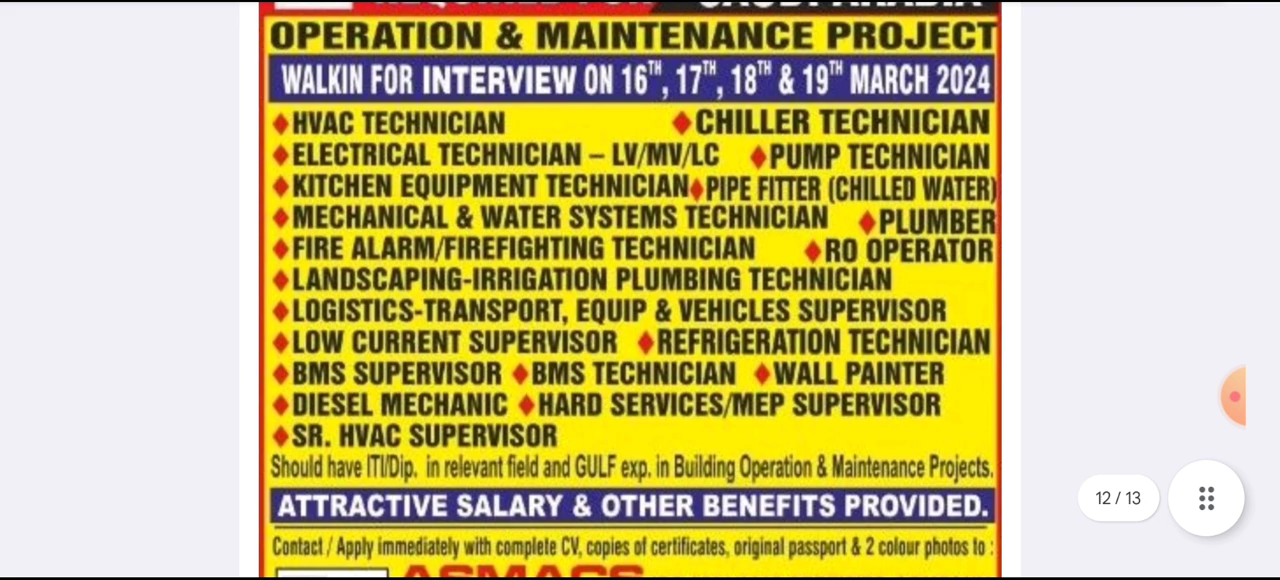 REQUIRED FOR SAUDI ARABIA
OPERATION & MAINTENANCE PROJECT
WALKIN FOR INTERVIEW ON 16TH, 17TH, 18TH & 19TH MARCH 2024
♦HVAC TECHNICIAN ♦CHILLER TECHNICIAN
♦ELECTRICAL TECHNICIAN – LV/MV/LC ♦PUMP TECHNICIAN
♦KITCHEN EQUIPMENT TECHNICIAN ♦PIPE FITTER (CHILLED WATER)
♦MECHANICAL & WATER SYSTEMS TECHNICIAN ♦PLUMBER
♦FIRE ALARM/FIREFIGHTING TECHNICIAN ♦RO OPERATOR
♦LANDSCAPING-IRRIGATION PLUMBING TECHNICIAN
♦LOGISTICS-TRANSPORT, EQUIP & VEHICLES SUPERVISOR
♦LOW CURRENT SUPERVISOR ♦REFRIGERATION TECHNICIAN
♦BMS SUPERVISOR ♦BMS TECHNICIAN ♦WALL PAINTER
♦DIESEL MECHANIC ♦HARD SERVICES/MEP SUPERVISOR
♦SR. HVAC SUPERVISOR
Should have ITI/Dip. in relevant field and GULF exp. in Building Operation & Maintenance Projects.
ATTRACTIVE SALARY & OTHER BENEFITS PROVIDED.
Contact / Apply immediately with complete CV, copies of certificates, original passport & 2 colour photos to :
ASMACS
12 / 13